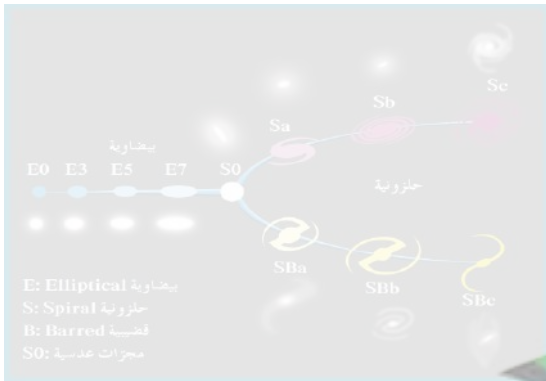 Sc
Sb
Sa
بيضاوية
E0 E3 E5 E7 S0
حلزونية
SBa
SBb
SBc
E: Elliptical بيضاوية
S: Spiral حلزونية
B: Barred قضيبية
S0: مجرات عدسية